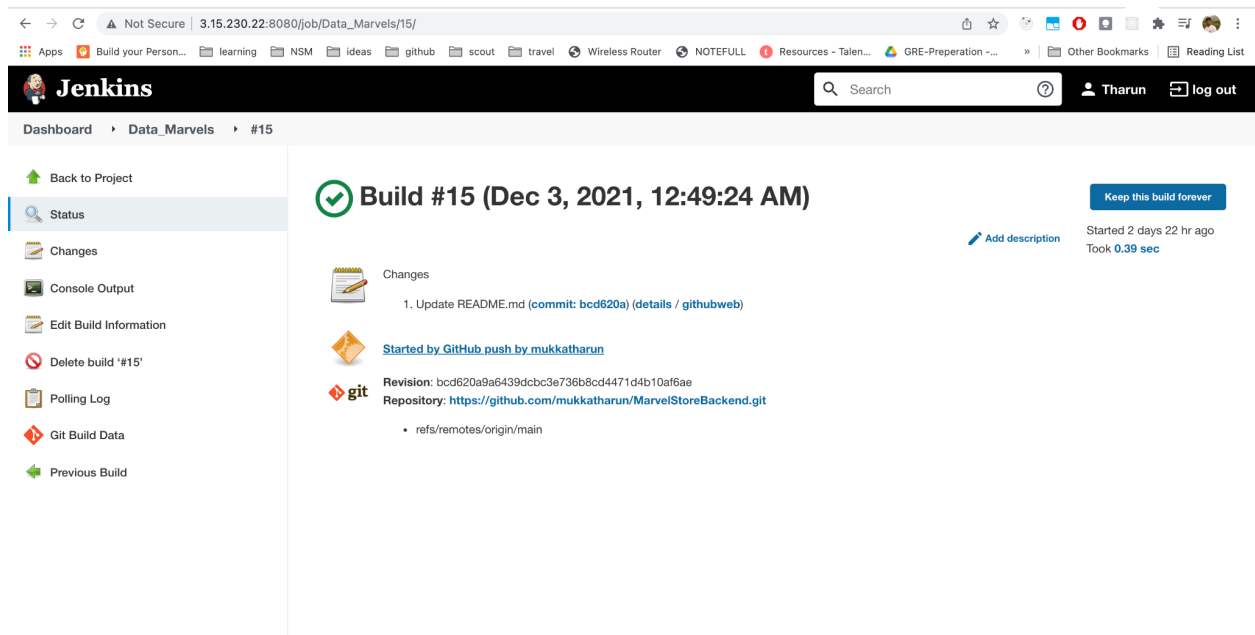 Not Secure | 3.15.230.22:8080/job/Data_Marvels/15/
Apps Build your Person... learning NSM ideas github scout travel Wireless Router NOTEFULL Resources - Talen... GRE-Preperation -... » Other Bookmarks Reading List
Jenkins Search Tharun log out
Dashboard Data_Marvels #15
Back to Project
Status
Changes
Console Output
Edit Build Information
Delete build ‘#15’
Polling Log
Git Build Data
Previous Build
Build #15 (Dec 3, 2021, 12:49:24 AM)
Keep this build forever
Add description
Started 2 days 22 hr ago
Took 0.39 sec
Changes
1. Update README.md (commit: bcd620a) (details / githubweb)
Started by GitHub push by mukkatharun
git
Revision: bcd620a9a6439dcbc3e736b8cd4471d4b10af6ae
Repository: https://github.com/mukkatharun/MarvelStoreBackend.git
• refs/remotes/origin/main